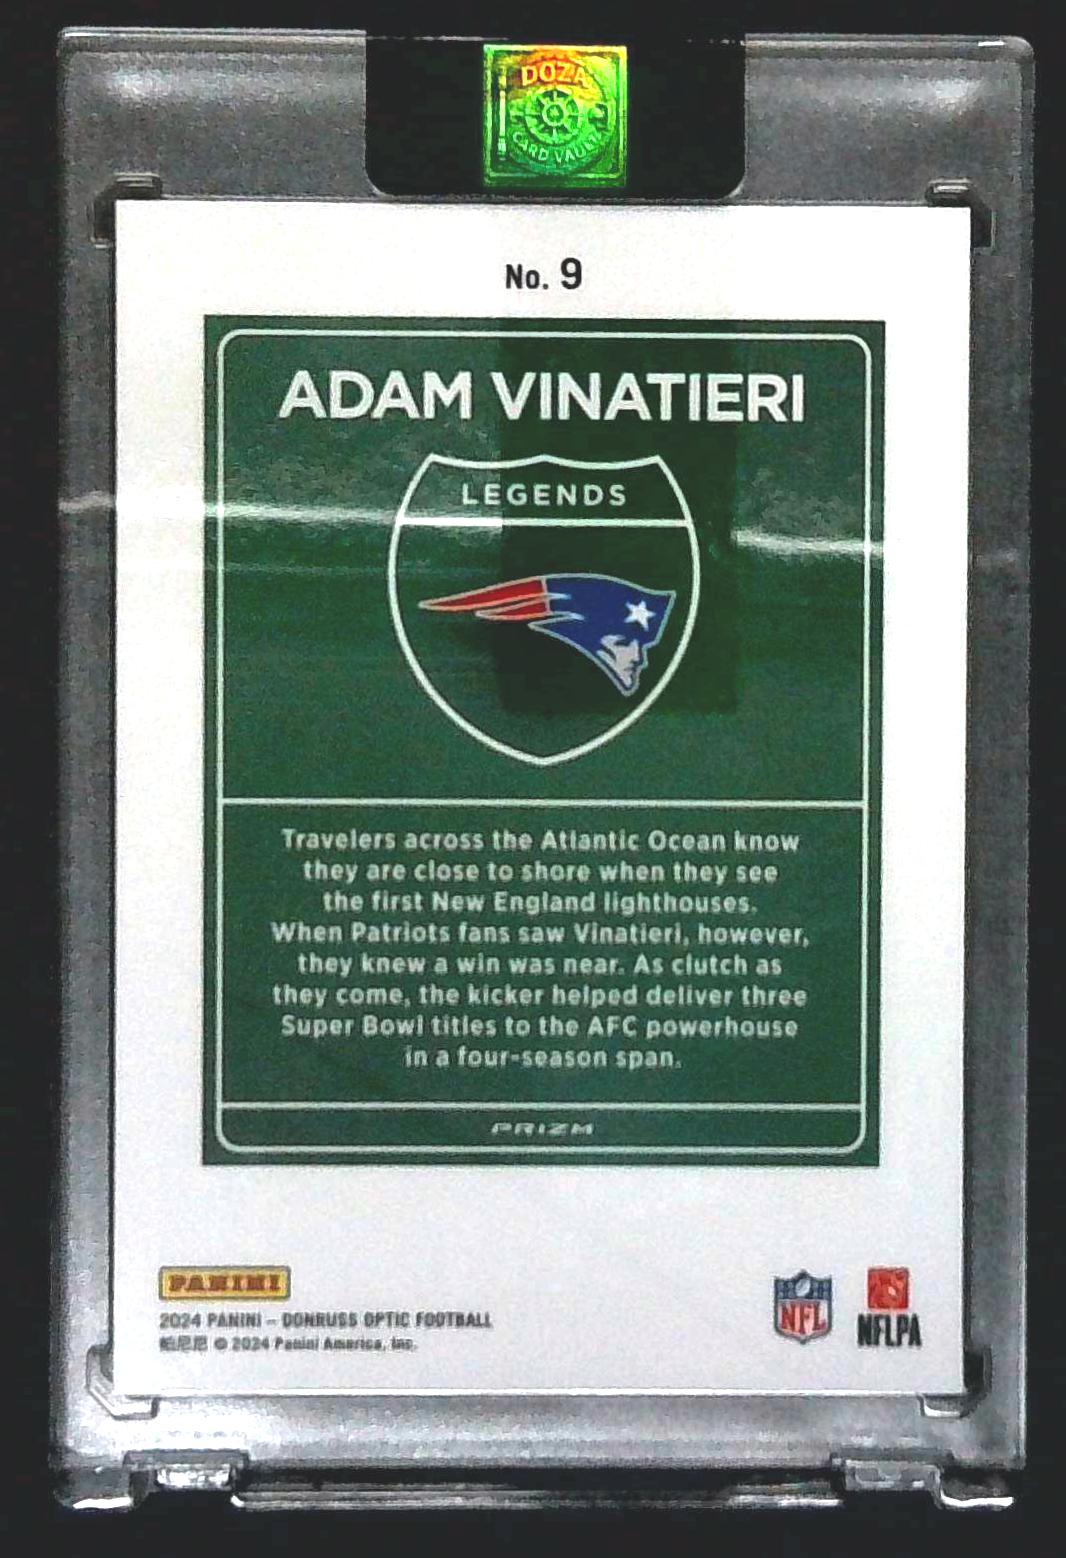 DOZA
CARD VAULT
No. 9
ADAM VINATIERI
LEGENDS
Travelers across the Atlantic Ocean know
they are close to shore when they see
the first New England lighthouses.
When Patriots fans saw Vinatieri, however,
they knew a win was near. As clutch as
they come, the kicker helped deliver three
Super Bowl titles to the AFC powerhouse
in a four-season span.
PRIZM
PANINI
2024 PANINI – DONRUSS OPTIC FOOTBALL
帕尼尼 © 2024 Panini America, Inc.
NFL
NFLPA